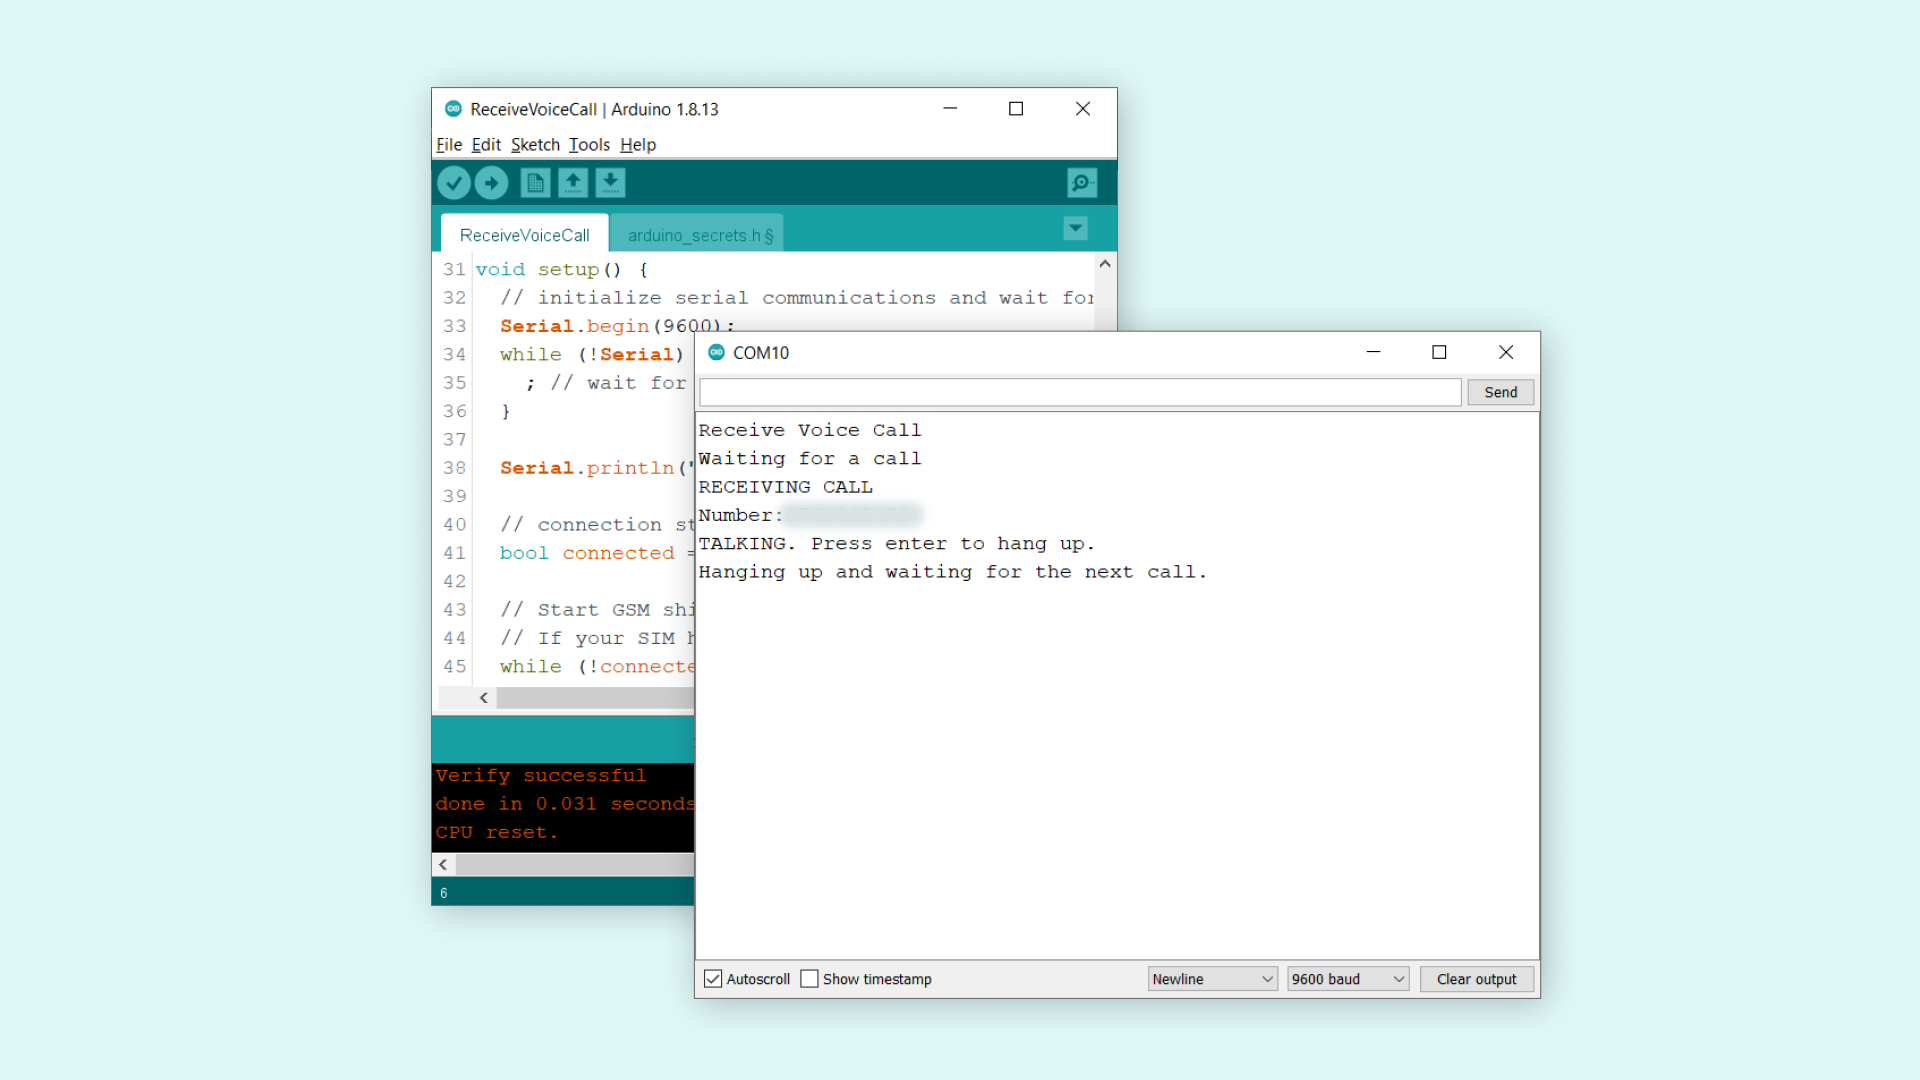 ReceiveVoiceCall | Arduino 1.8.13
File Edit Sketch Tools Help
ReceiveVoiceCall arduino_secrets.h §
31 void setup() {
32 // initialize serial communications and wait for
33 Serial.begin(9600);
34 while (!Serial)
35 ; // wait for
36 }
37
38 Serial.println("
39
40 // connection st
41 bool connected =
42
43 // Start GSM shi
44 // If your SIM h
45 while (!connecte
Verify successful
done in 0.031 seconds
CPU reset.
6
COM10
Send
Receive Voice Call
Waiting for a call
RECEIVING CALL
Number:
TALKING. Press enter to hang up.
Hanging up and waiting for the next call.
Autoscroll Show timestamp Newline 9600 baud Clear output